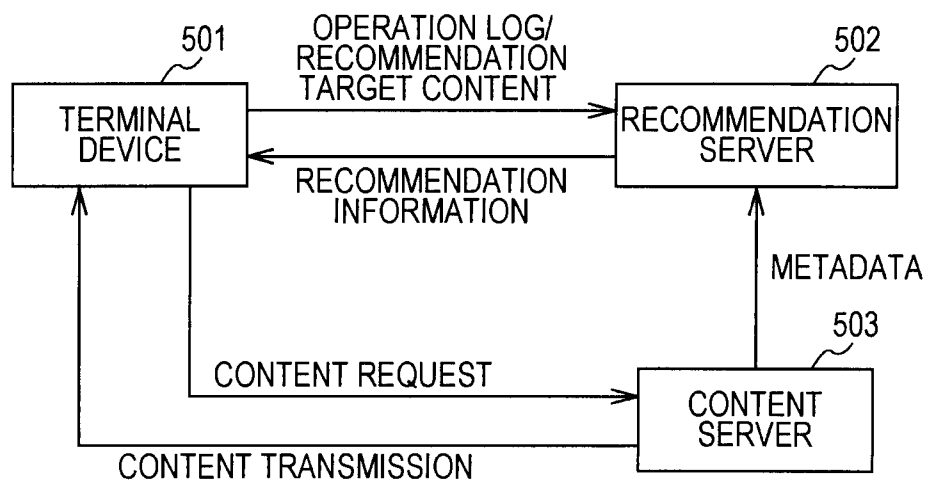 OPERATION LOG/
RECOMMENDATION
TARGET CONTENT
501
502
TERMINAL
DEVICE
RECOMMENDATION
SERVER
RECOMMENDATION
INFORMATION
METADATA
503
CONTENT REQUEST
CONTENT
SERVER
CONTENT TRANSMISSION